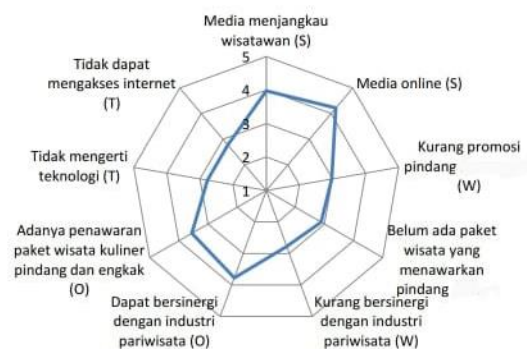 Media menjangkau
wisatawan (S)
Media online (S)
Kurang promosi
pindang
(W)
Belum ada paket
wisata yang
menawarkan
pindang
Kurang bersinergi
dengan industri
pariwisata (W)
Dapat bersinergi
dengan industri
pariwisata (O)
Adanya penawaran
paket wisata kuliner
pindang dan engkak
(O)
Tidak mengerti
teknologi (T)
Tidak dapat
mengakses internet
(T)
5
4
3
2
1